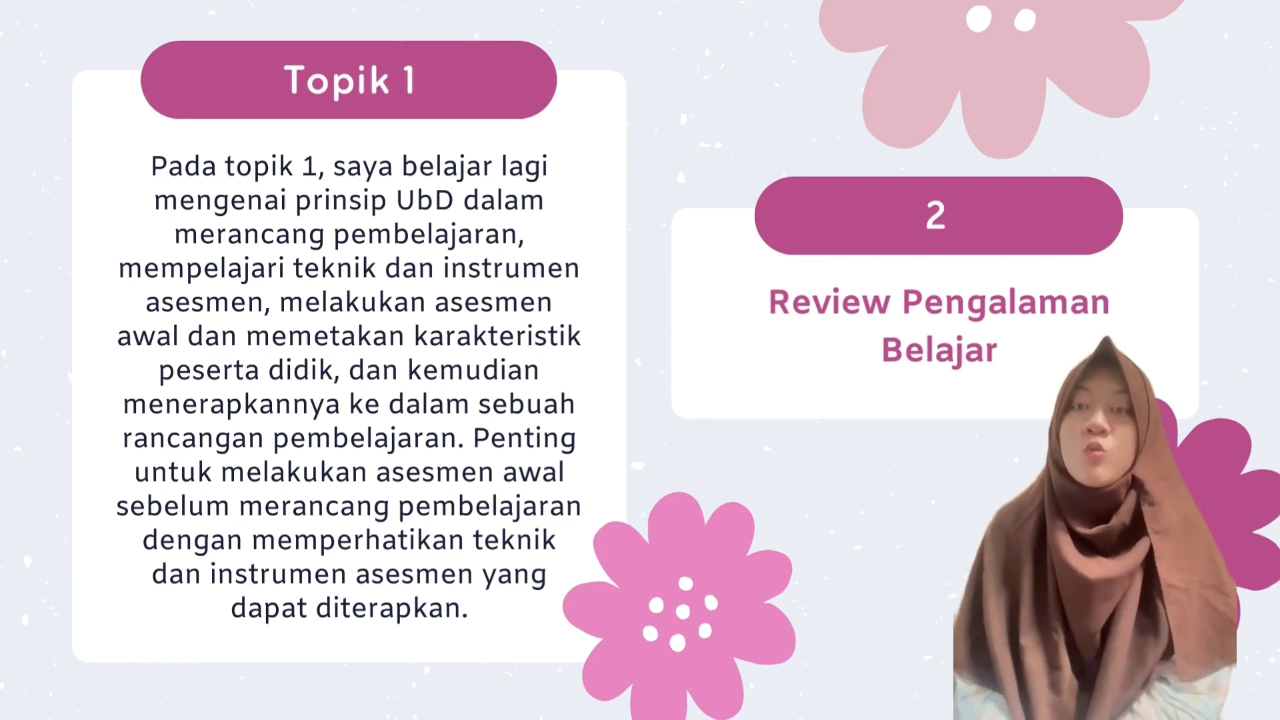 Topik 1
Pada topik 1, saya belajar lagi
mengenai prinsip UbD dalam
merancang pembelajaran,
mempelajari teknik dan instrumen
asesmen, melakukan asesmen
awal dan memetakan karakteristik
peserta didik, dan kemudian
menerapkannya ke dalam sebuah
rancangan pembelajaran. Penting
untuk melakukan asesmen awal
sebelum merancang pembelajaran
dengan memperhatikan teknik
dan instrumen asesmen yang
dapat diterapkan.
2
Review Pengalaman
Belajar